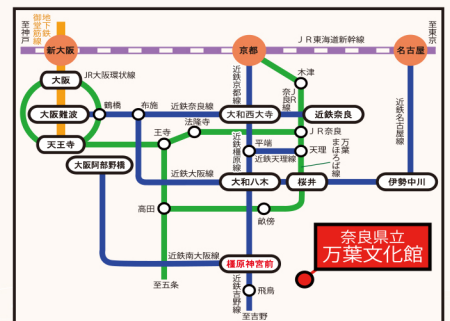 至神戸
地下鉄
御堂筋線
至東京
JR東海道新幹線
新大阪
京都
名古屋
大阪
JR大阪環状線
木津
近鉄京都線
JR
奈良線
近鉄名古屋線
鶴橋
布施
近鉄奈良線
大阪難波
大和西大寺
近鉄奈良
法隆寺
王寺
JR奈良
天王寺
平端
天理
近鉄橿原線
近鉄天理線
万葉
まほろば線
大阪阿部野橋
近鉄大阪線
大和八木
桜井
伊勢中川
高田
畝傍
奈良県立
万葉文化館
近鉄南大阪線
橿原神宮前
至五条
近鉄吉野線
飛鳥
至吉野